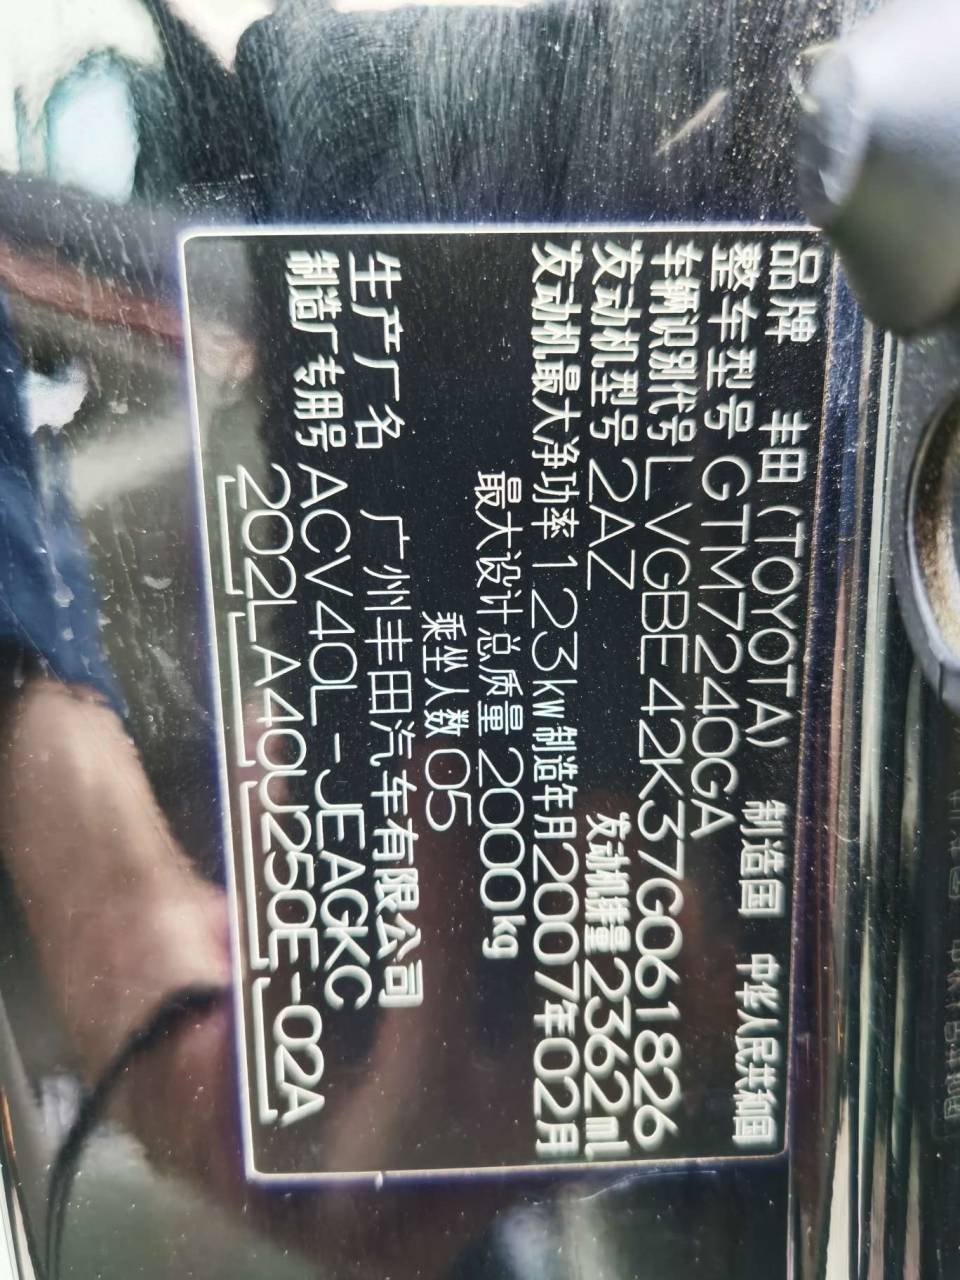 品牌 丰田(TOYOTA) 制造国 中华人民共和国
整车型号 GTM7240GA
车辆识别代号 LVGBE42K37G061826
发动机型号 2AZ 发动机排量 2362ml
发动机最大净功率 123kw 制造年月 2007年02月
最大设计总质量 2000kg
乘坐人数 05
生产厂名 广州丰田汽车有限公司
制造厂专用号 ACV40L-JEAGKC
202LA40U250E-02A